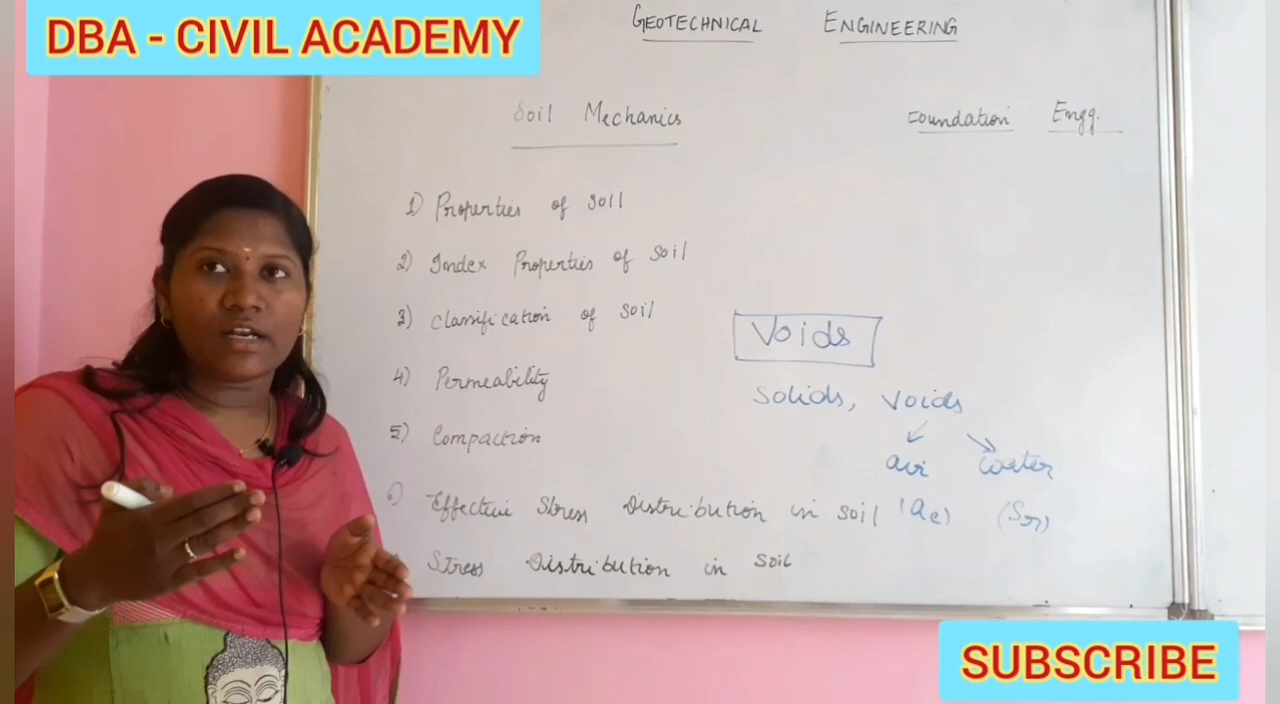 DBA - CIVIL ACADEMY
GEOTECHNICAL ENGINEERING
Soil Mechanics
Foundation Engg.
1) Properties of Soil
2) Index Properties of Soil
3) Classification of Soil
4) Permeability
5) Compaction
6) Effective Stress Distribution in soil
Stress Distribution in Soil
Voids
Solids, Voids
air water
(ac) (Sr)
SUBSCRIBE